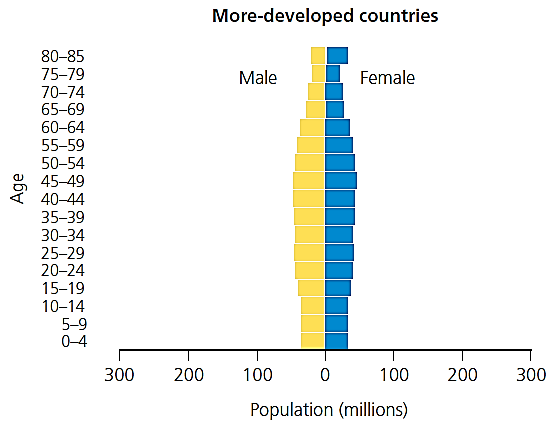 More-developed countries
80–85
75–79
Male
Female
70–74
65–69
60–64
55–59
50–54
45–49
40–44
35–39
30–34
25–29
20–24
15–19
10–14
5–9
0–4
Age
300 200 100 0 100 200 300
Population (millions)